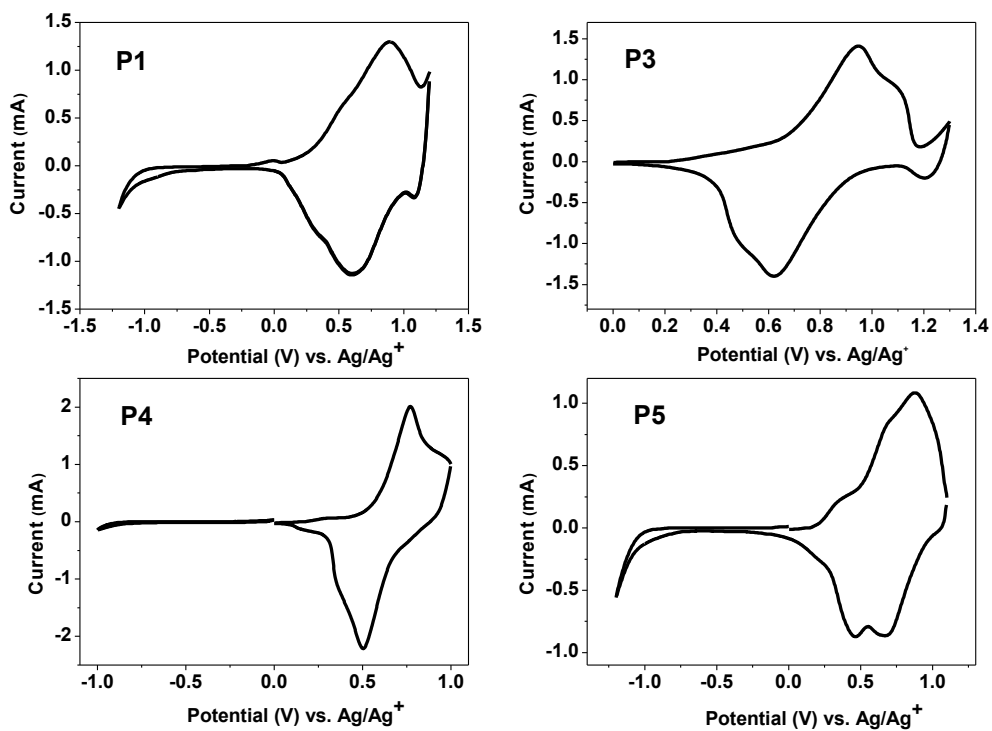 P1
1.5
1.0
0.5
0.0
-0.5
-1.0
-1.5
Current (mA)
-1.5 -1.0 -0.5 0.0 0.5 1.0 1.5
Potential (V) vs. Ag/Ag+
P3
1.5
1.0
0.5
0.0
-0.5
-1.0
-1.5
Current (mA)
0.0 0.2 0.4 0.6 0.8 1.0 1.2 1.4
Potential (V) vs. Ag/Ag+
P4
2
1
0
-1
-2
Current (mA)
-1.0 -0.5 0.0 0.5 1.0
Potential (V) vs. Ag/Ag+
P5
1.0
0.5
0.0
-0.5
-1.0
Current (mA)
-1.0 -0.5 0.0 0.5 1.0
Potential (V) vs. Ag/Ag+